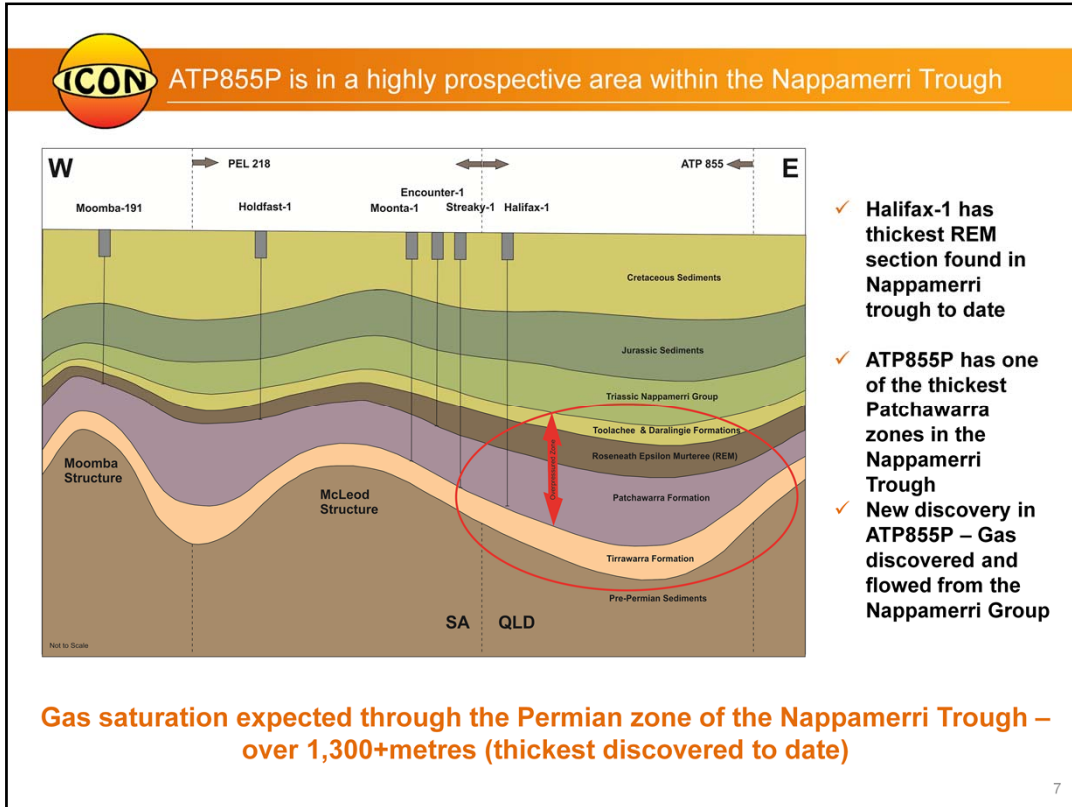 ICON
ATP855P is in a highly prospective area within the Nappamerri Trough
W
PEL 218
ATP 855
E
Encounter-1
Moomba-191
Holdfast-1
Moonta-1
Streaky-1
Halifax-1
Cretaceous Sediments
Jurassic Sediments
Triassic Nappamerri Group
Toolachee & Daralingie Formations
Roseneath Epsilon Murteree (REM)
Overpressured Zone
Patchawarra Formation
Moomba
Structure
McLeod
Structure
Tirrawarra Formation
Pre-Permian Sediments
SA
QLD
Not to Scale
✓ Halifax-1 has
thickest REM
section found in
Nappamerri
trough to date
✓ ATP855P has one
of the thickest
Patchawarra
zones in the
Nappamerri
Trough
✓ New discovery in
ATP855P – Gas
discovered and
flowed from the
Nappamerri Group
Gas saturation expected through the Permian zone of the Nappamerri Trough –
over 1,300+metres (thickest discovered to date)
7